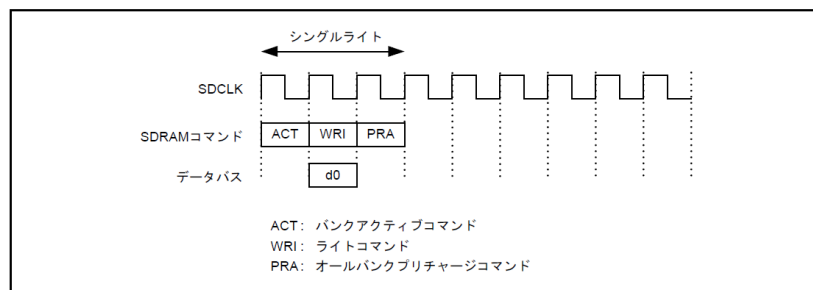 シングルライト
SDCLK
SDRAMコマンド ACT WRI PRA
データバス d0
ACT： バンクアクティブコマンド
WRI： ライトコマンド
PRA： オールバンクプリチャージコマンド